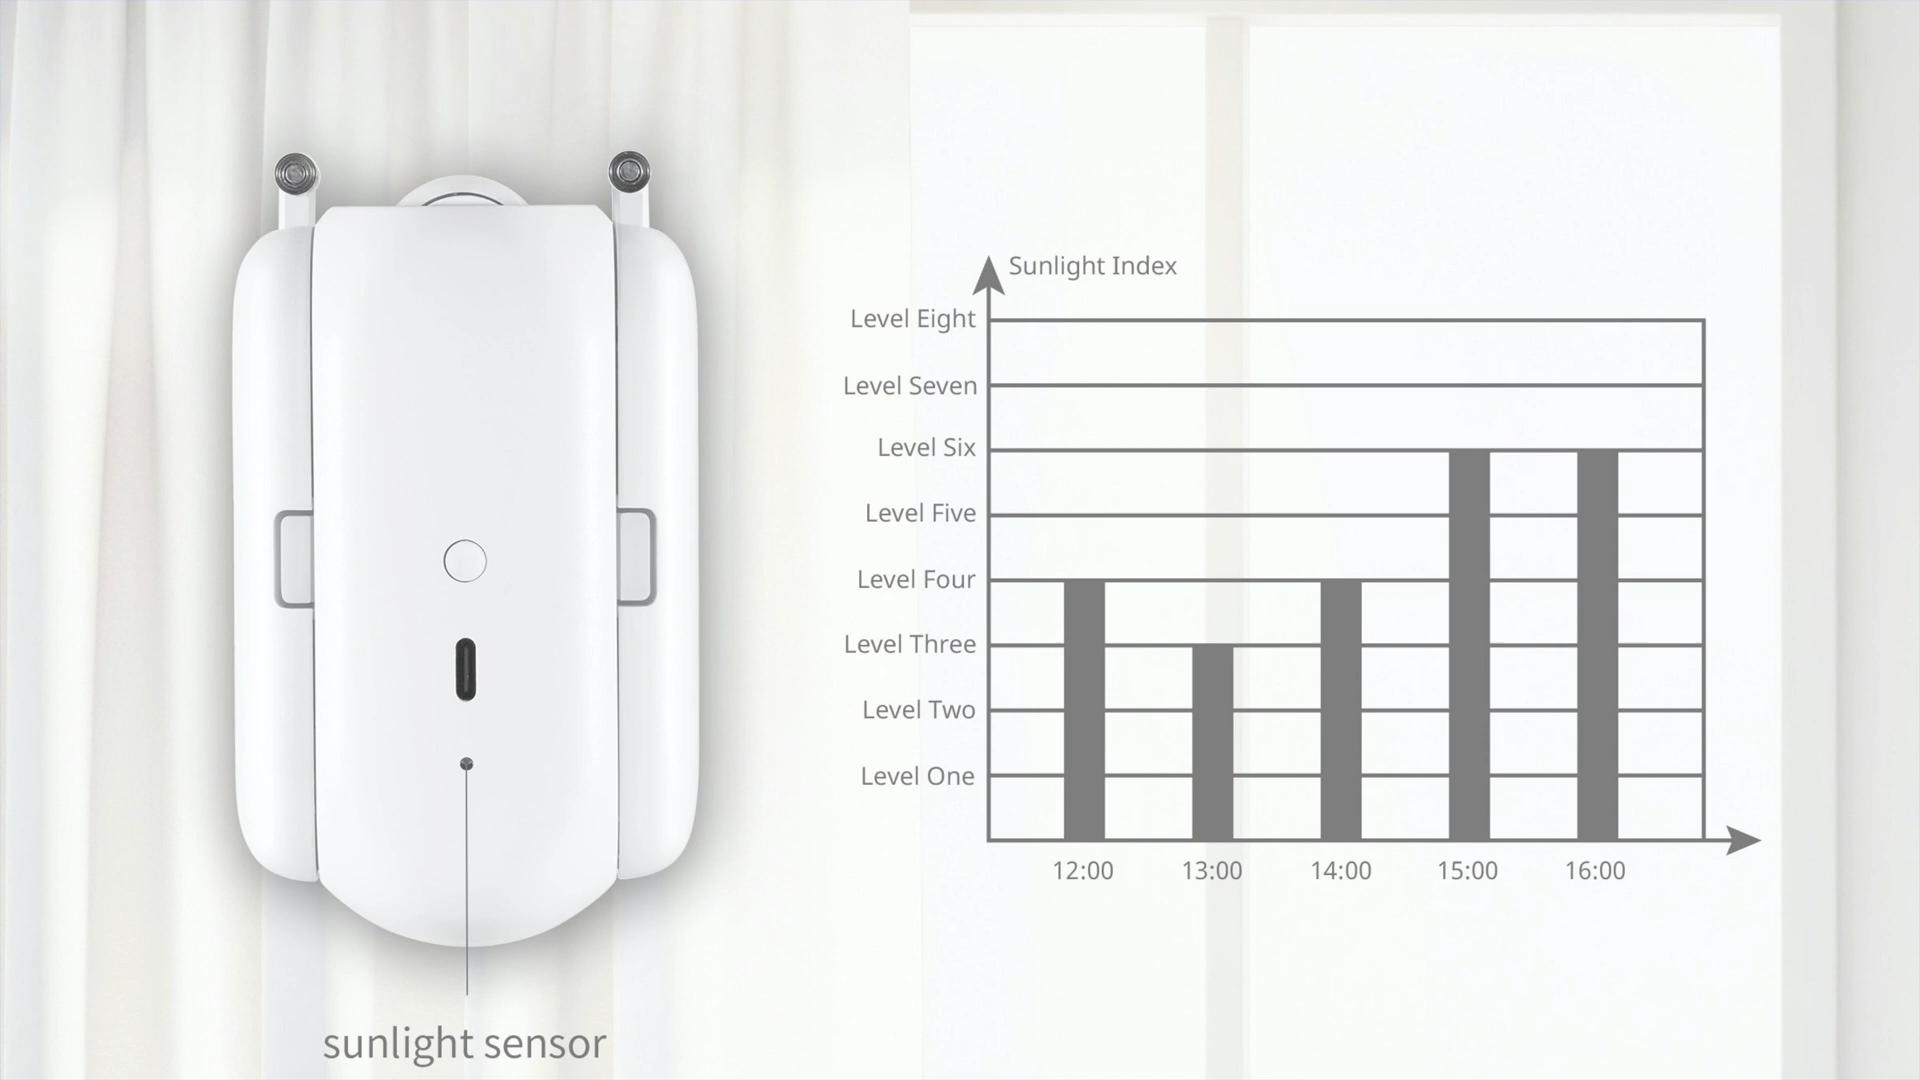 Sunlight Index
Level Eight
Level Seven
Level Six
Level Five
Level Four
Level Three
Level Two
Level One
12:00 13:00 14:00 15:00 16:00
sunlight sensor